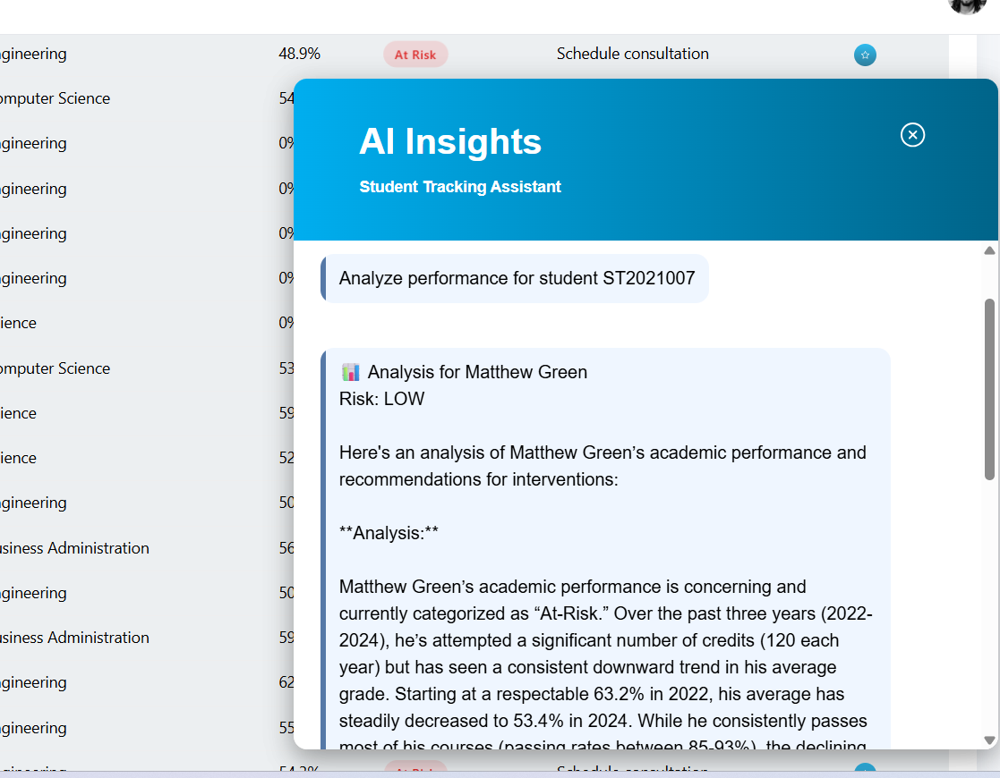 gineering 48.9% At Risk Schedule consultation
omputer Science 54
gineering 0%
gineering 0%
gineering 0%
gineering 0%
ience 0%
omputer Science 53
ience 59
ience 52
gineering 50
usiness Administration 56
gineering 50
usiness Administration 59
gineering 62
gineering 55
gineering 54.2% At Risk Schedule consultation
AI Insights
Student Tracking Assistant
Analyze performance for student ST2021007
📊 Analysis for Matthew Green
Risk: LOW
Here's an analysis of Matthew Green’s academic performance and
recommendations for interventions:
**Analysis:**
Matthew Green’s academic performance is concerning and
currently categorized as “At-Risk.” Over the past three years (2022-
2024), he’s attempted a significant number of credits (120 each
year) but has seen a consistent downward trend in his average
grade. Starting at a respectable 63.2% in 2022, his average has
steadily decreased to 53.4% in 2024. While he consistently passes
most of his courses (passing rates between 85-93%), the declining